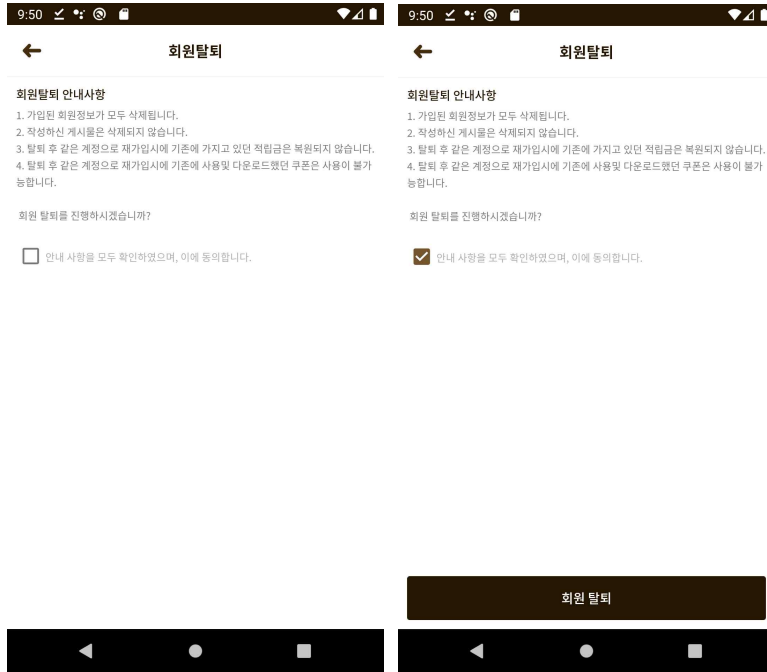 9:50
회원탈퇴
회원탈퇴 안내사항
1. 가입된 회원정보가 모두 삭제됩니다.
2. 작성하신 게시물은 삭제되지 않습니다.
3. 탈퇴 후 같은 계정으로 재가입시에 기존에 가지고 있던 적립금은 복원되지 않습니다.
4. 탈퇴 후 같은 계정으로 재가입시에 기존에 사용및 다운로드했던 쿠폰은 사용이 불가
능합니다.
회원 탈퇴를 진행하시겠습니까?
안내 사항을 모두 확인하였으며, 이에 동의합니다.
9:50
회원탈퇴
회원탈퇴 안내사항
1. 가입된 회원정보가 모두 삭제됩니다.
2. 작성하신 게시물은 삭제되지 않습니다.
3. 탈퇴 후 같은 계정으로 재가입시에 기존에 가지고 있던 적립금은 복원되지 않습니다.
4. 탈퇴 후 같은 계정으로 재가입시에 기존에 사용및 다운로드했던 쿠폰은 사용이 불가
능합니다.
회원 탈퇴를 진행하시겠습니까?
안내 사항을 모두 확인하였으며, 이에 동의합니다.
회원 탈퇴